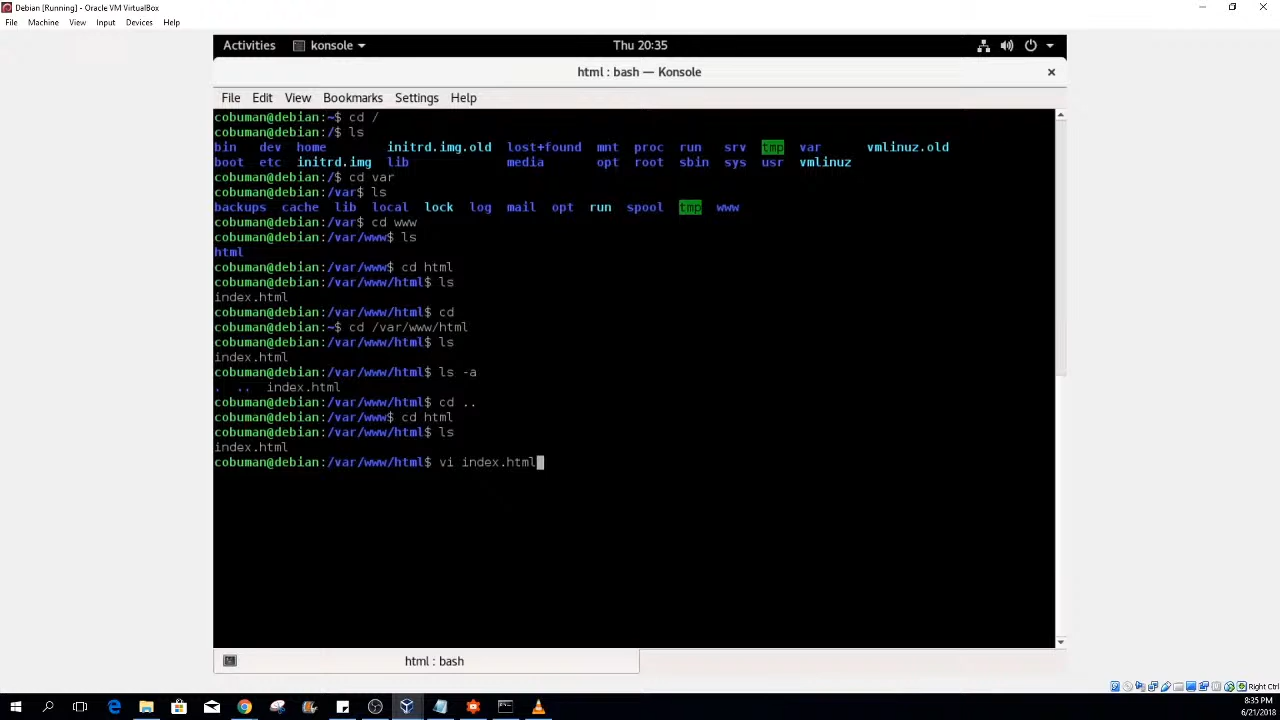 Debian [Running] - Oracle VM VirtualBox
File Machine View Input Devices Help
Activities konsole Thu 20:35
html : bash — Konsole
File Edit View Bookmarks Settings Help
cobuman@debian:~$ cd /
cobuman@debian:/$ ls
bin dev home initrd.img.old lost+found mnt proc run srv tmp var vmlinuz.old
boot etc initrd.img lib media opt root sbin sys usr vmlinuz
cobuman@debian:/$ cd var
cobuman@debian:/var$ ls
backups cache lib local lock log mail opt run spool tmp www
cobuman@debian:/var$ cd www
cobuman@debian:/var/www$ ls
html
cobuman@debian:/var/www$ cd html
cobuman@debian:/var/www/html$ ls
index.html
cobuman@debian:/var/www/html$ cd
cobuman@debian:~$ cd /var/www/html
cobuman@debian:/var/www/html$ ls
index.html
cobuman@debian:/var/www/html$ ls -a
. .. index.html
cobuman@debian:/var/www/html$ cd ..
cobuman@debian:/var/www$ cd html
cobuman@debian:/var/www/html$ ls
index.html
cobuman@debian:/var/www/html$ vi index.html
html : bash
Right Ctrl
8:35 PM
6/21/2018